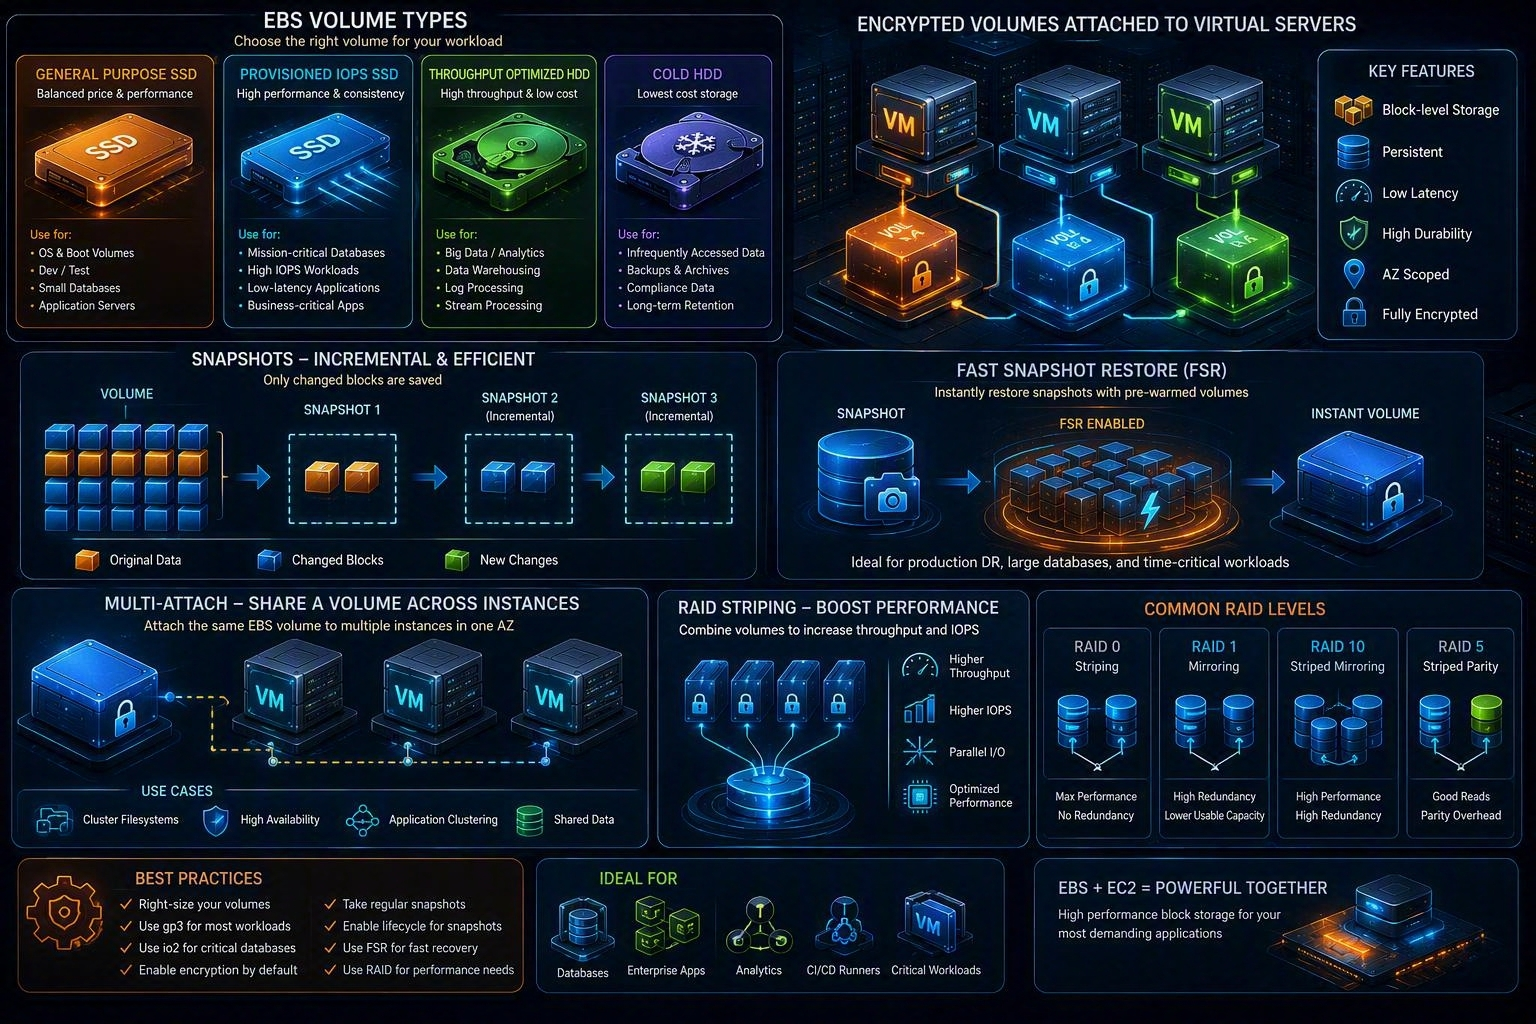 EBS VOLUME TYPES
Choose the right volume for your workload
GENERAL PURPOSE SSD
Balanced price & performance
SSD
Use for:
• OS & Boot Volumes
• Dev / Test
• Small Databases
• Application Servers
PROVISIONED IOPS SSD
High performance & consistency
SSD
Use for:
• Mission-critical Databases
• High IOPS Workloads
• Low-latency Applications
• Business-critical Apps
THROUGHPUT OPTIMIZED HDD
High throughput & low cost
Use for:
• Big Data / Analytics
• Data Warehousing
• Log Processing
• Stream Processing
COLD HDD
Lowest cost storage
Use for:
• Infrequently Accessed Data
• Backups & Archives
• Compliance Data
• Long-term Retention
ENCRYPTED VOLUMES ATTACHED TO VIRTUAL SERVERS
VM
VM
VM
KEY FEATURES
Block-level Storage
Persistent
Low Latency
High Durability
AZ Scoped
Fully Encrypted
SNAPSHOTS – INCREMENTAL & EFFICIENT
Only changed blocks are saved
VOLUME
SNAPSHOT 1
SNAPSHOT 2
(Incremental)
SNAPSHOT 3
(Incremental)
Original Data
Changed Blocks
New Changes
FAST SNAPSHOT RESTORE (FSR)
Instantly restore snapshots with pre-warmed volumes
SNAPSHOT
FSR ENABLED
INSTANT VOLUME
Ideal for production DR, large databases, and time-critical workloads
MULTI-ATTACH – SHARE A VOLUME ACROSS INSTANCES
Attach the same EBS volume to multiple instances in one AZ
VM
VM
VM
USE CASES
Cluster Filesystems
High Availability
Application Clustering
Shared Data
RAID STRIPING – BOOST PERFORMANCE
Combine volumes to increase throughput and IOPS
Higher
Throughput
Higher IOPS
Parallel I/O
Optimized
Performance
COMMON RAID LEVELS
RAID 0
Striping
Max Performance
No Redundancy
RAID 1
Mirroring
High Redundancy
Lower Usable Capacity
RAID 10
Striped Mirroring
High Performance
High Redundancy
RAID 5
Striped Parity
Good Reads
Parity Overhead
BEST PRACTICES
✓ Right-size your volumes
✓ Use gp3 for most workloads
✓ Use io2 for critical databases
✓ Enable encryption by default
✓ Take regular snapshots
✓ Enable lifecycle for snapshots
✓ Use FSR for fast recovery
✓ Use RAID for performance needs
IDEAL FOR
Databases
Enterprise Apps
Analytics
CI/CD Runners
VM
Critical Workloads
EBS + EC2 = POWERFUL TOGETHER
High performance block storage for your
most demanding applications